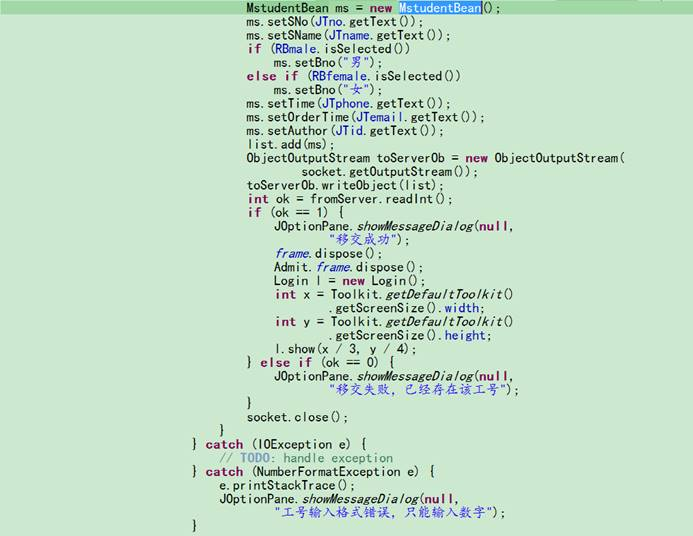 MstudentBean ms = new MstudentBean();
ms.setSNo(JTno.getText());
ms.setSName(JTname.getText());
if (RBmale.isSelected())
ms.setBno("男");
else if (RBfemale.isSelected())
ms.setBno("女");
ms.setTime(JTphone.getText());
ms.setOrderTime(JTemail.getText());
ms.setAuthor(JTid.getText());
list.add(ms);
ObjectOutputStream toServerOb = new ObjectOutputStream(
socket.getOutputStream());
toServerOb.writeObject(list);
int ok = fromServer.readInt();
if (ok == 1) {
JOptionPane.showMessageDialog(null,
"移交成功");
frame.dispose();
Admit.frame.dispose();
Login l = new Login();
int x = Toolkit.getDefaultToolkit()
.getScreenSize().width;
int y = Toolkit.getDefaultToolkit()
.getScreenSize().height;
l.show(x / 3, y / 4);
} else if (ok == 0) {
JOptionPane.showMessageDialog(null,
"移交失败，已经存在该工号");
}
socket.close();
}
} catch (IOException e) {
// TODO: handle exception
} catch (NumberFormatException e) {
e.printStackTrace();
JOptionPane.showMessageDialog(null,
"工号输入格式错误，只能输入数字");
}